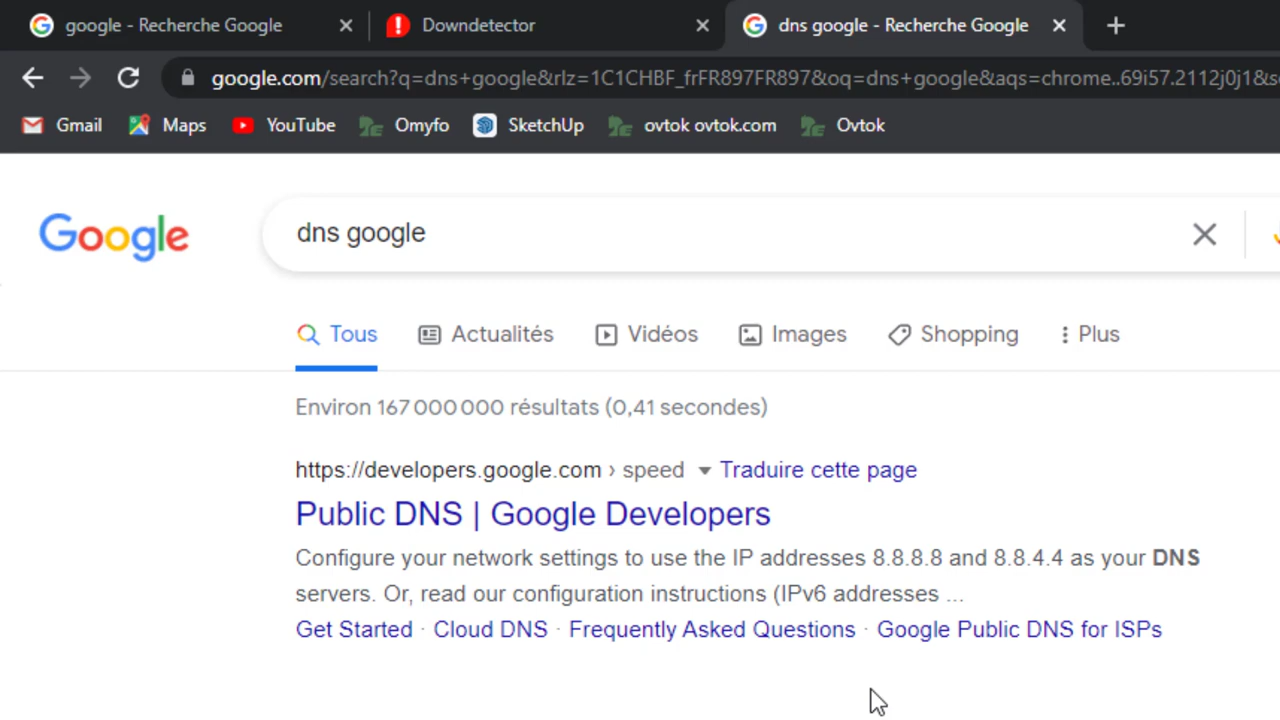 google - Recherche Google
Downdetector
dns google - Recherche Google
google.com/search?q=dns+google&rlz=1C1CHBF_frFR897FR897&oq=dns+google&aqs=chrome..69i57.2112j0j1&s
Gmail
Maps
YouTube
Omyfo
SketchUp
ovtok ovtok.com
Ovtok
Google
dns google
Tous
Actualités
Vidéos
Images
Shopping
Plus
Environ 167 000 000 résultats (0,41 secondes)
https://developers.google.com › speed Traduire cette page
Public DNS | Google Developers
Configure your network settings to use the IP addresses 8.8.8.8 and 8.8.4.4 as your DNS
servers. Or, read our configuration instructions (IPv6 addresses ...
Get Started · Cloud DNS · Frequently Asked Questions · Google Public DNS for ISPs